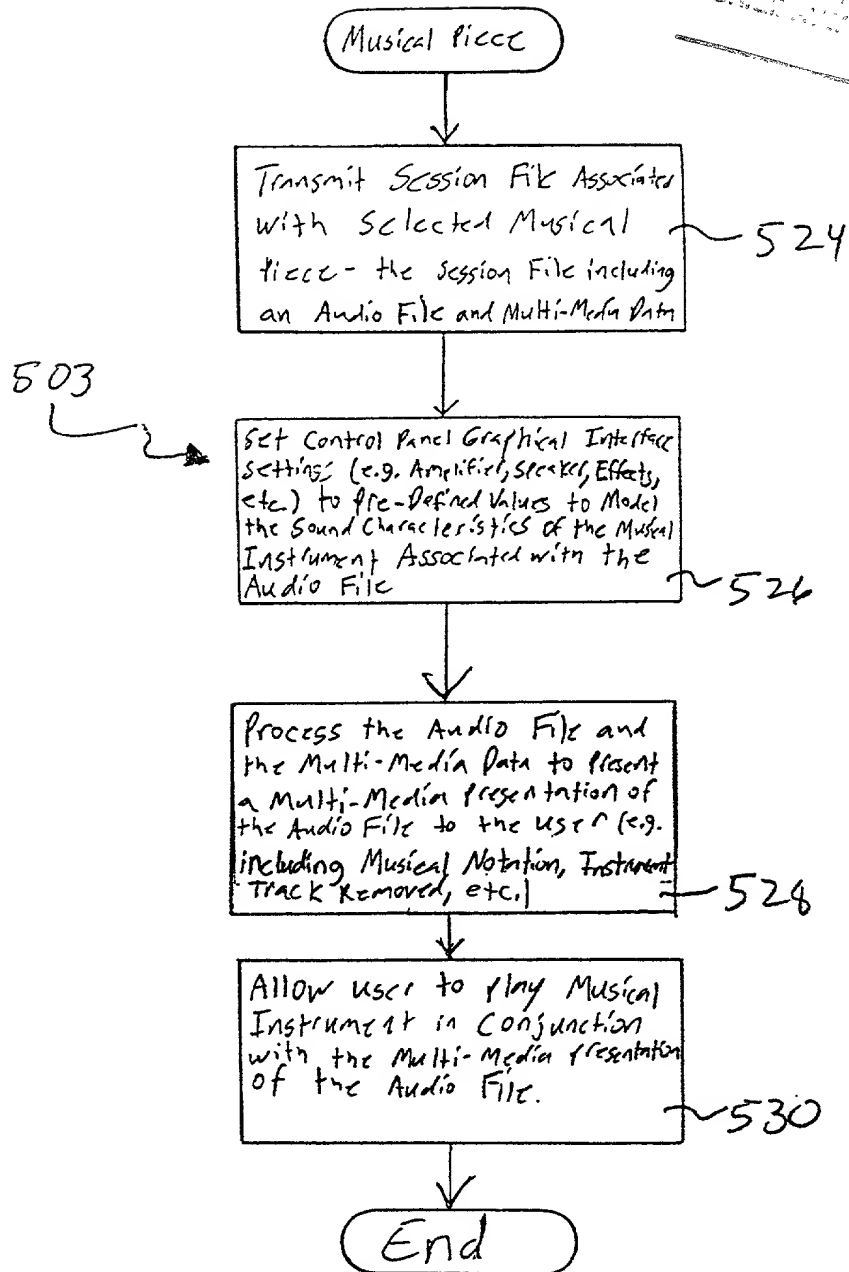 Musical Piece
Transmit Session File Associated
with Selected Musical
Piece - the Session File including
an Audio File and Multi-Media Data
524
503
Set Control Panel Graphical Interface
Settings (e.g. Amplifier, Speaker, Effects,
etc.) to Pre-Defined Values to Model
the Sound Characteristics of the Musical
Instrument Associated with the
Audio File
526
Process the Audio File and
the Multi-Media Data to Present
a Multi-Media Presentation of
the Audio File to the user (e.g.
including Musical Notation, Instrument
Track Removed, etc.)
528
Allow user to Play Musical
Instrument in Conjunction
with the Multi-Media Presentation
of the Audio File.
530
End